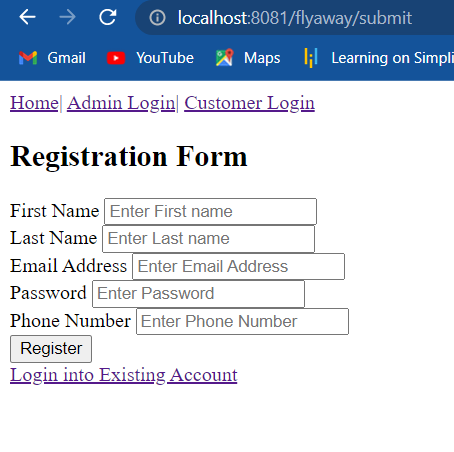 localhost:8081/flyaway/submit
Gmail YouTube Maps Learning on Simpli
Home| Admin Login| Customer Login
Registration Form
First Name Enter First name
Last Name Enter Last name
Email Address Enter Email Address
Password Enter Password
Phone Number Enter Phone Number
Register
Login into Existing Account